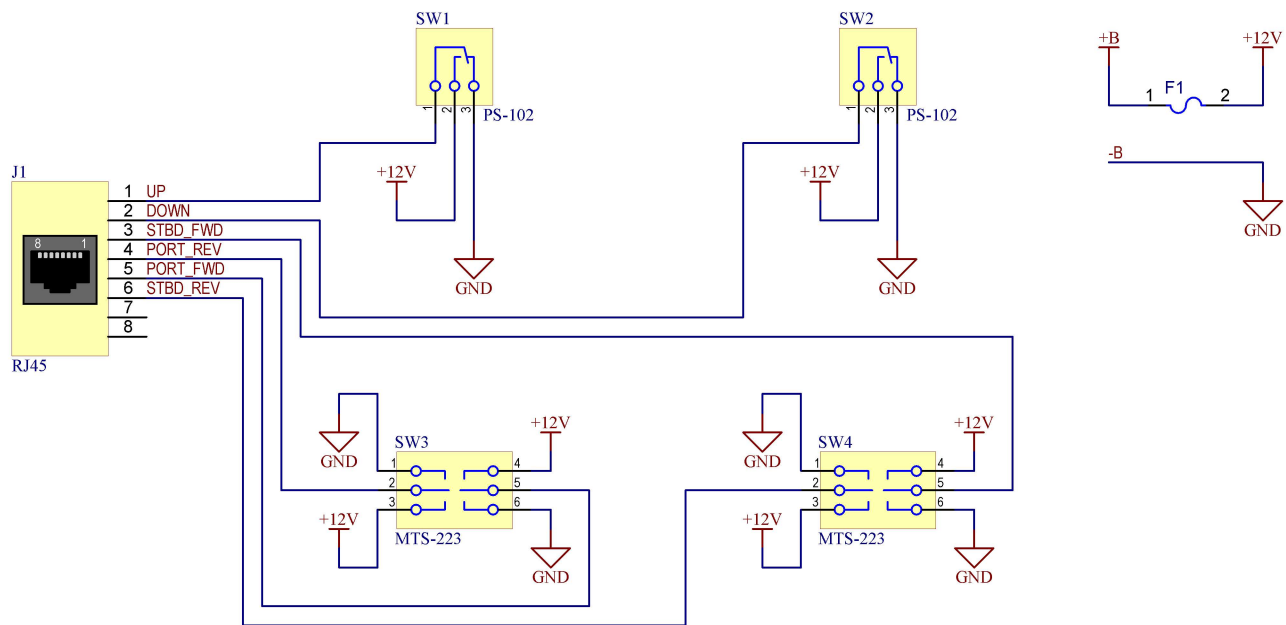 SW1
1
2
3
PS-102
SW2
1
2
3
PS-102
+B
+12V
F1
1
2
-B
GND
+12V
GND
+12V
GND
J1
8
1
1 UP
2 DOWN
3 STBD_FWD
4 PORT_REV
5 PORT_FWD
6 STBD_REV
7
8
RJ45
GND
+12V
SW3
1
2
3
4
5
6
+12V
MTS-223
GND
GND
+12V
SW4
1
2
3
4
5
6
+12V
MTS-223
GND